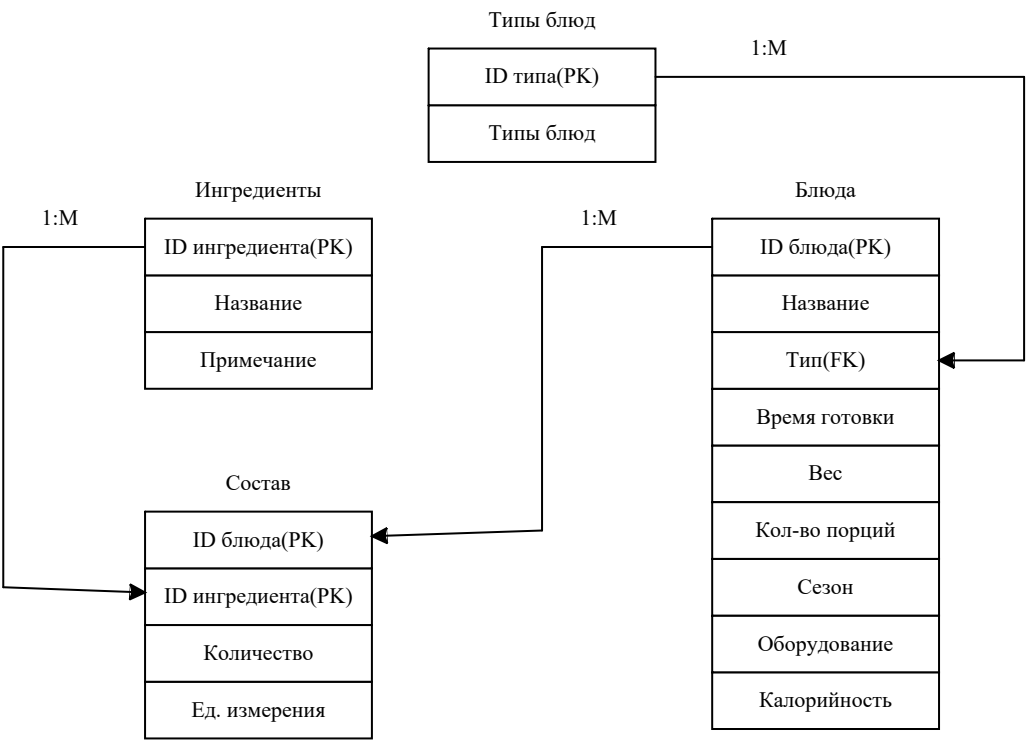 Типы блюд
1:M
ID типа(PK)
Типы блюд
Ингредиенты
1:M
ID ингредиента(PK)
Название
Примечание
Блюда
1:M
ID блюда(PK)
Название
Тип(FK)
Время готовки
Вес
Кол-во порций
Сезон
Оборудование
Калорийность
Состав
ID блюда(PK)
ID ингредиента(PK)
Количество
Ед. измерения